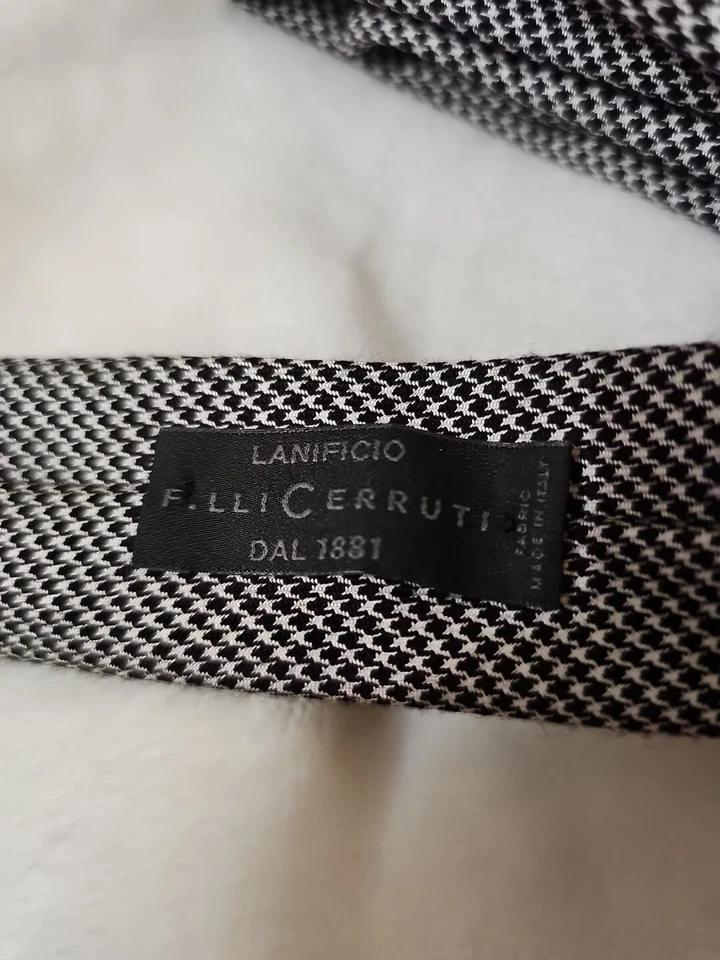 LANIFICIO
F.LLI CERRUTI
DAL 1881
FABRIC
MADE IN ITALY